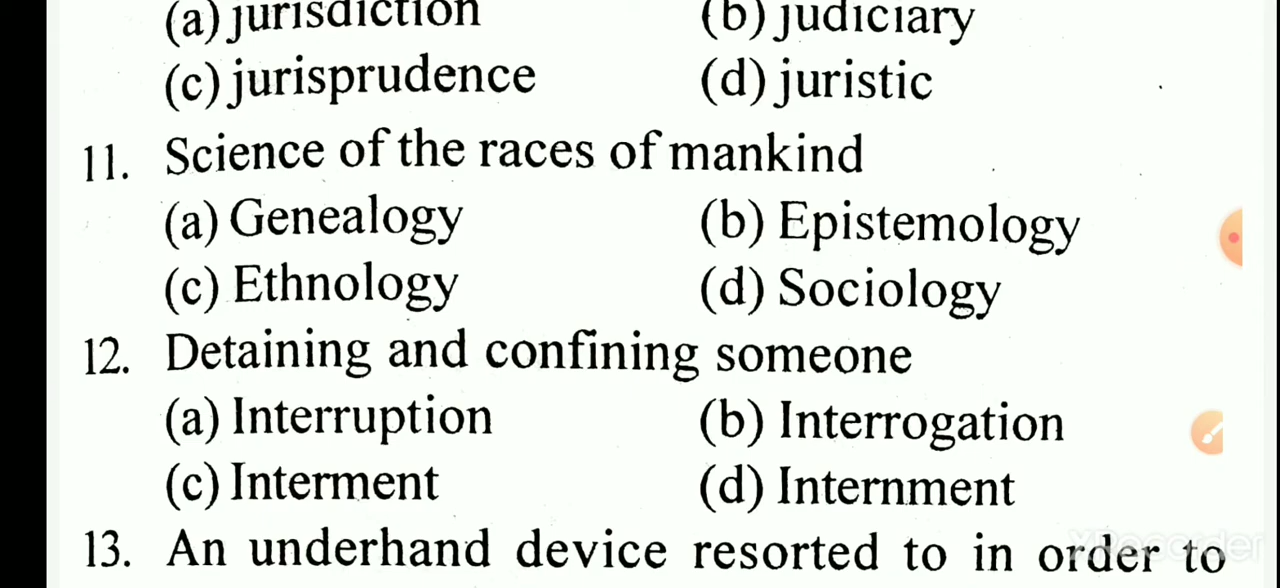 (a) jurisdiction (b) judiciary
(c) jurisprudence (d) juristic
11. Science of the races of mankind
(a) Genealogy (b) Epistemology
(c) Ethnology (d) Sociology
12. Detaining and confining someone
(a) Interruption (b) Interrogation
(c) Interment (d) Internment
13. An underhand device resorted to in order to
XRecorder